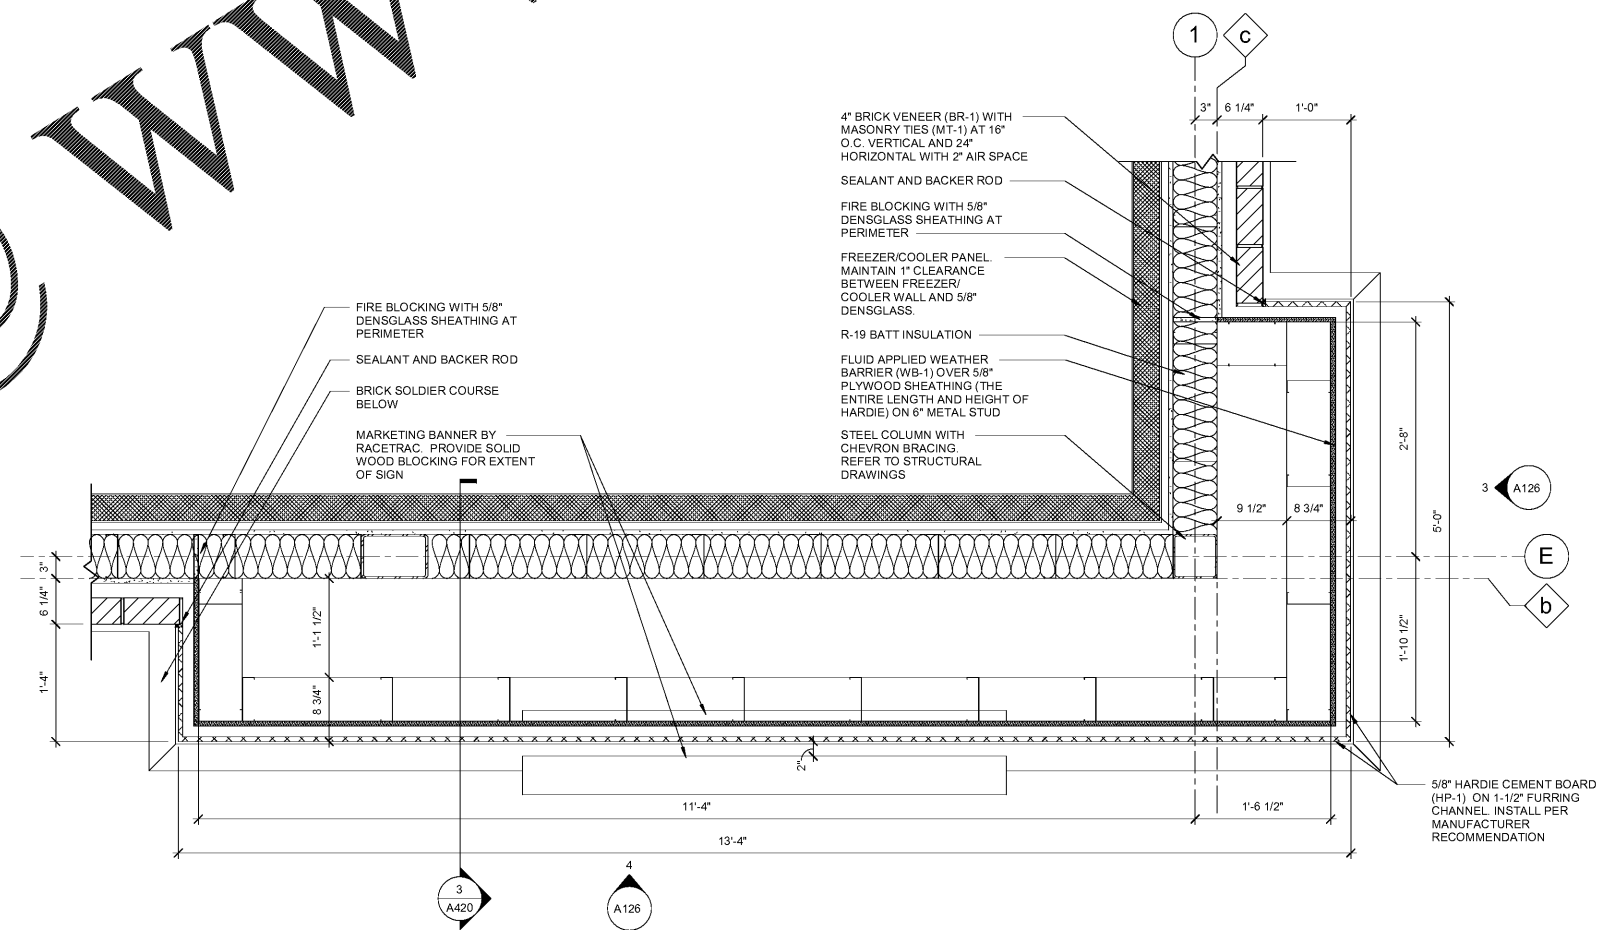 @ WWW
1
c
3" 6 1/4" 1'-0"
4" BRICK VENEER (BR-1) WITH
MASONRY TIES (MT-1) AT 16"
O.C. VERTICAL AND 24"
HORIZONTAL WITH 2" AIR SPACE
SEALANT AND BACKER ROD
FIRE BLOCKING WITH 5/8"
DENSGLASS SHEATHING AT
PERIMETER
FREEZER/COOLER PANEL.
MAINTAIN 1" CLEARANCE
BETWEEN FREEZER/
COOLER WALL AND 5/8"
DENSGLASS.
R-19 BATT INSULATION
FLUID APPLIED WEATHER
BARRIER (WB-1) OVER 5/8"
PLYWOOD SHEATHING (THE
ENTIRE LENGTH AND HEIGHT OF
HARDIE) ON 6" METAL STUD
STEEL COLUMN WITH
CHEVRON BRACING.
REFER TO STRUCTURAL
DRAWINGS
FIRE BLOCKING WITH 5/8"
DENSGLASS SHEATHING AT
PERIMETER
SEALANT AND BACKER ROD
BRICK SOLDIER COURSE
BELOW
MARKETING BANNER BY
RACETRAC. PROVIDE SOLID
WOOD BLOCKING FOR EXTENT
OF SIGN
2'-8"
5'-0"
3 A126
9 1/2" 8 3/4"
E
b
1'-10 1/2"
3"
6 1/4"
1'-4"
1'-1 1/2"
8 3/4"
2"
11'-4"
1'-6 1/2"
13'-4"
5/8" HARDIE CEMENT BOARD
(HP-1) ON 1-1/2" FURRING
CHANNEL. INSTALL PER
MANUFACTURER
RECOMMENDATION
3
A420
4
A126